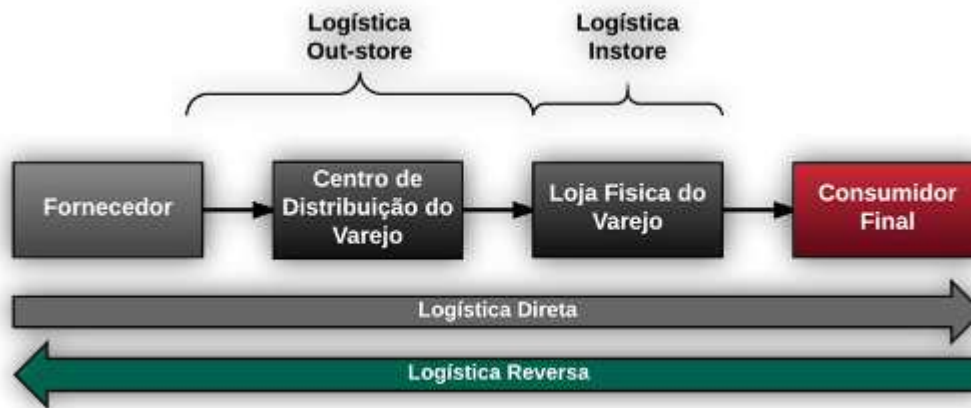 Logística
Out-store
Logística
Instore
Fornecedor
Centro de
Distribuição do
Varejo
Loja Fisica do
Varejo
Consumidor
Final
Logística Direta
Logística Reversa